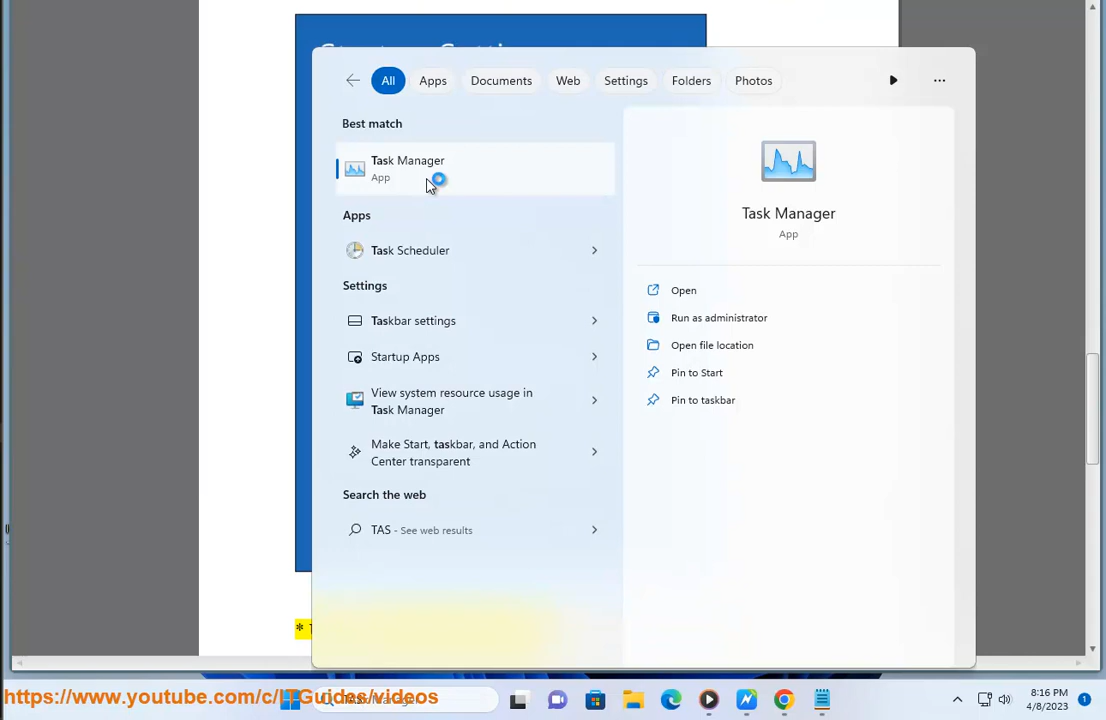 All
Apps
Documents
Web
Settings
Folders
Photos
Best match
Task Manager
App
Apps
Task Scheduler
Settings
Taskbar settings
Startup Apps
View system resource usage in
Task Manager
Make Start, taskbar, and Action
Center transparent
Search the web
TAS - See web results
Task Manager
App
Open
Run as administrator
Open file location
Pin to Start
Pin to taskbar
*
https://www.youtube.com/c/ITGuides/videos
8:16 PM
4/8/2023
1